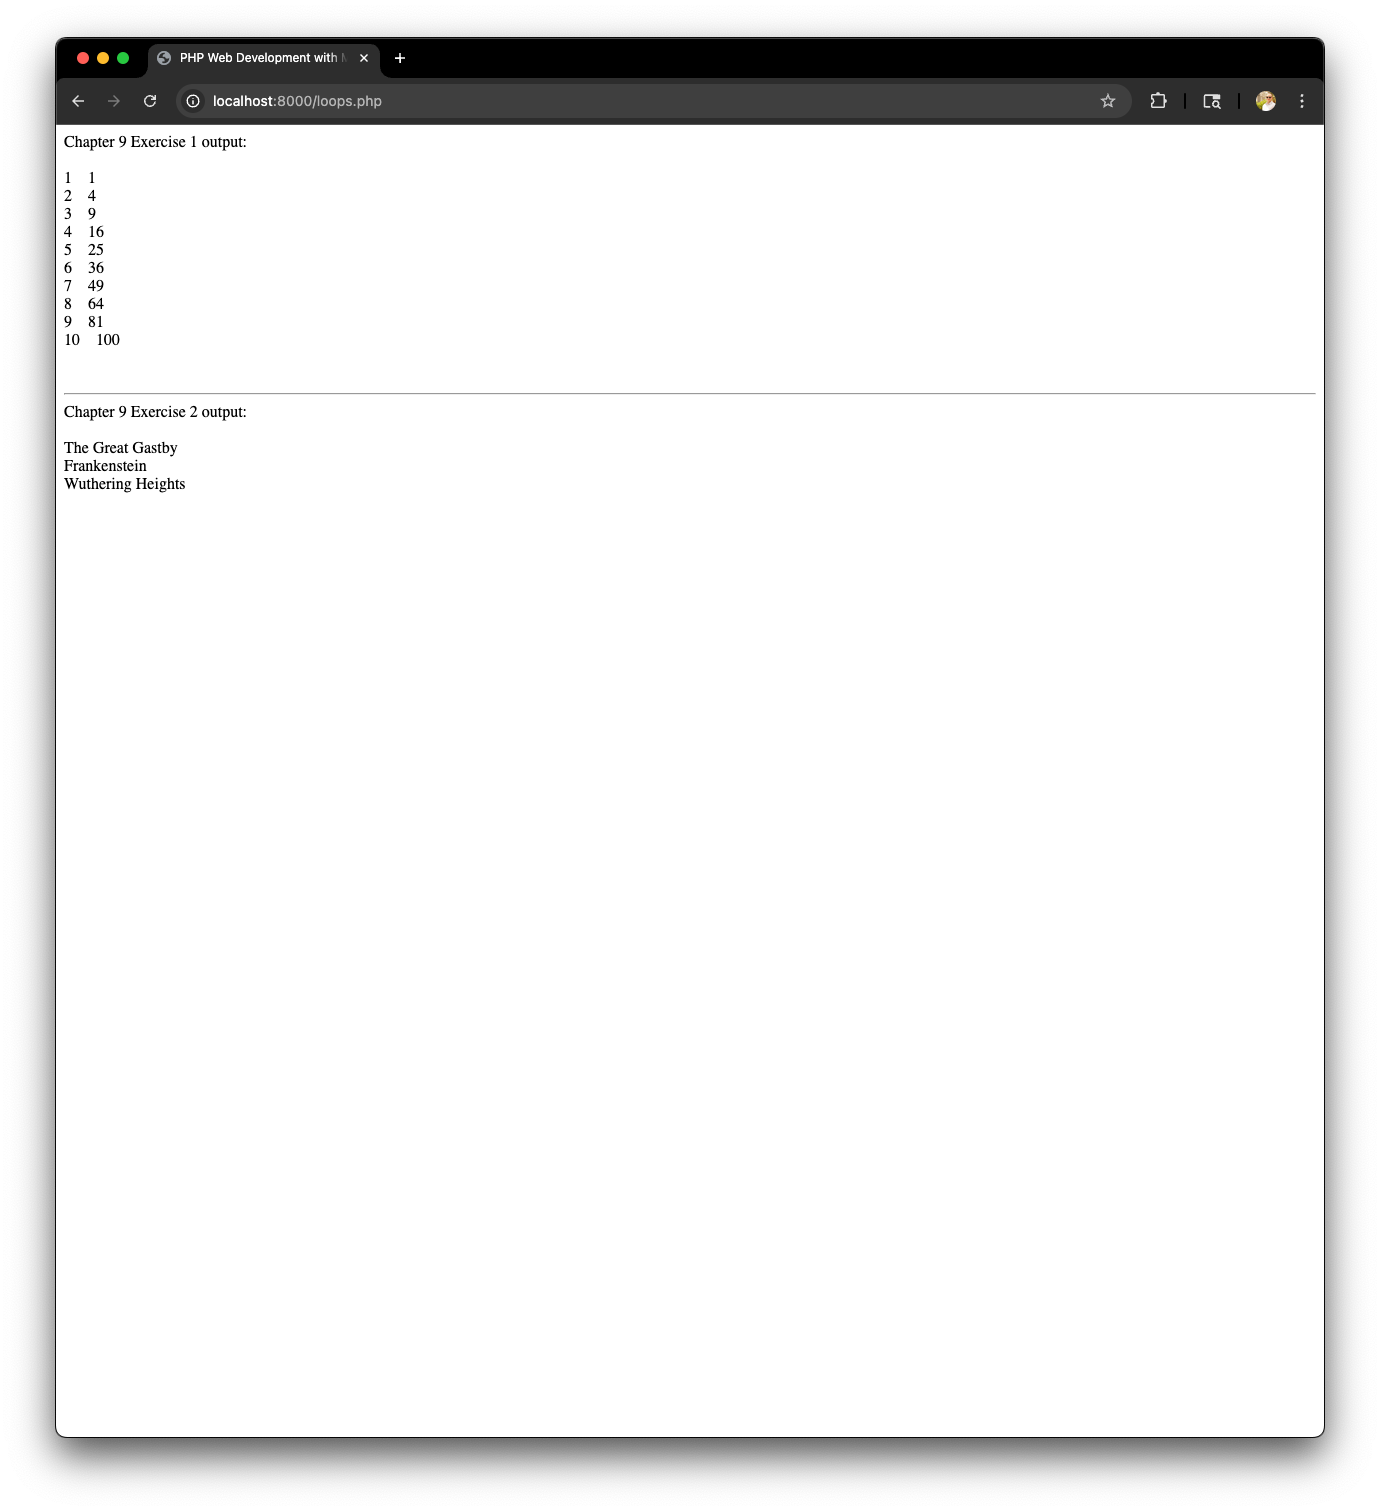 PHP Web Development with
localhost:8000/loops.php
Chapter 9 Exercise 1 output:
1 1
2 4
3 9
4 16
5 25
6 36
7 49
8 64
9 81
10 100
Chapter 9 Exercise 2 output:
The Great Gastby
Frankenstein
Wuthering Heights